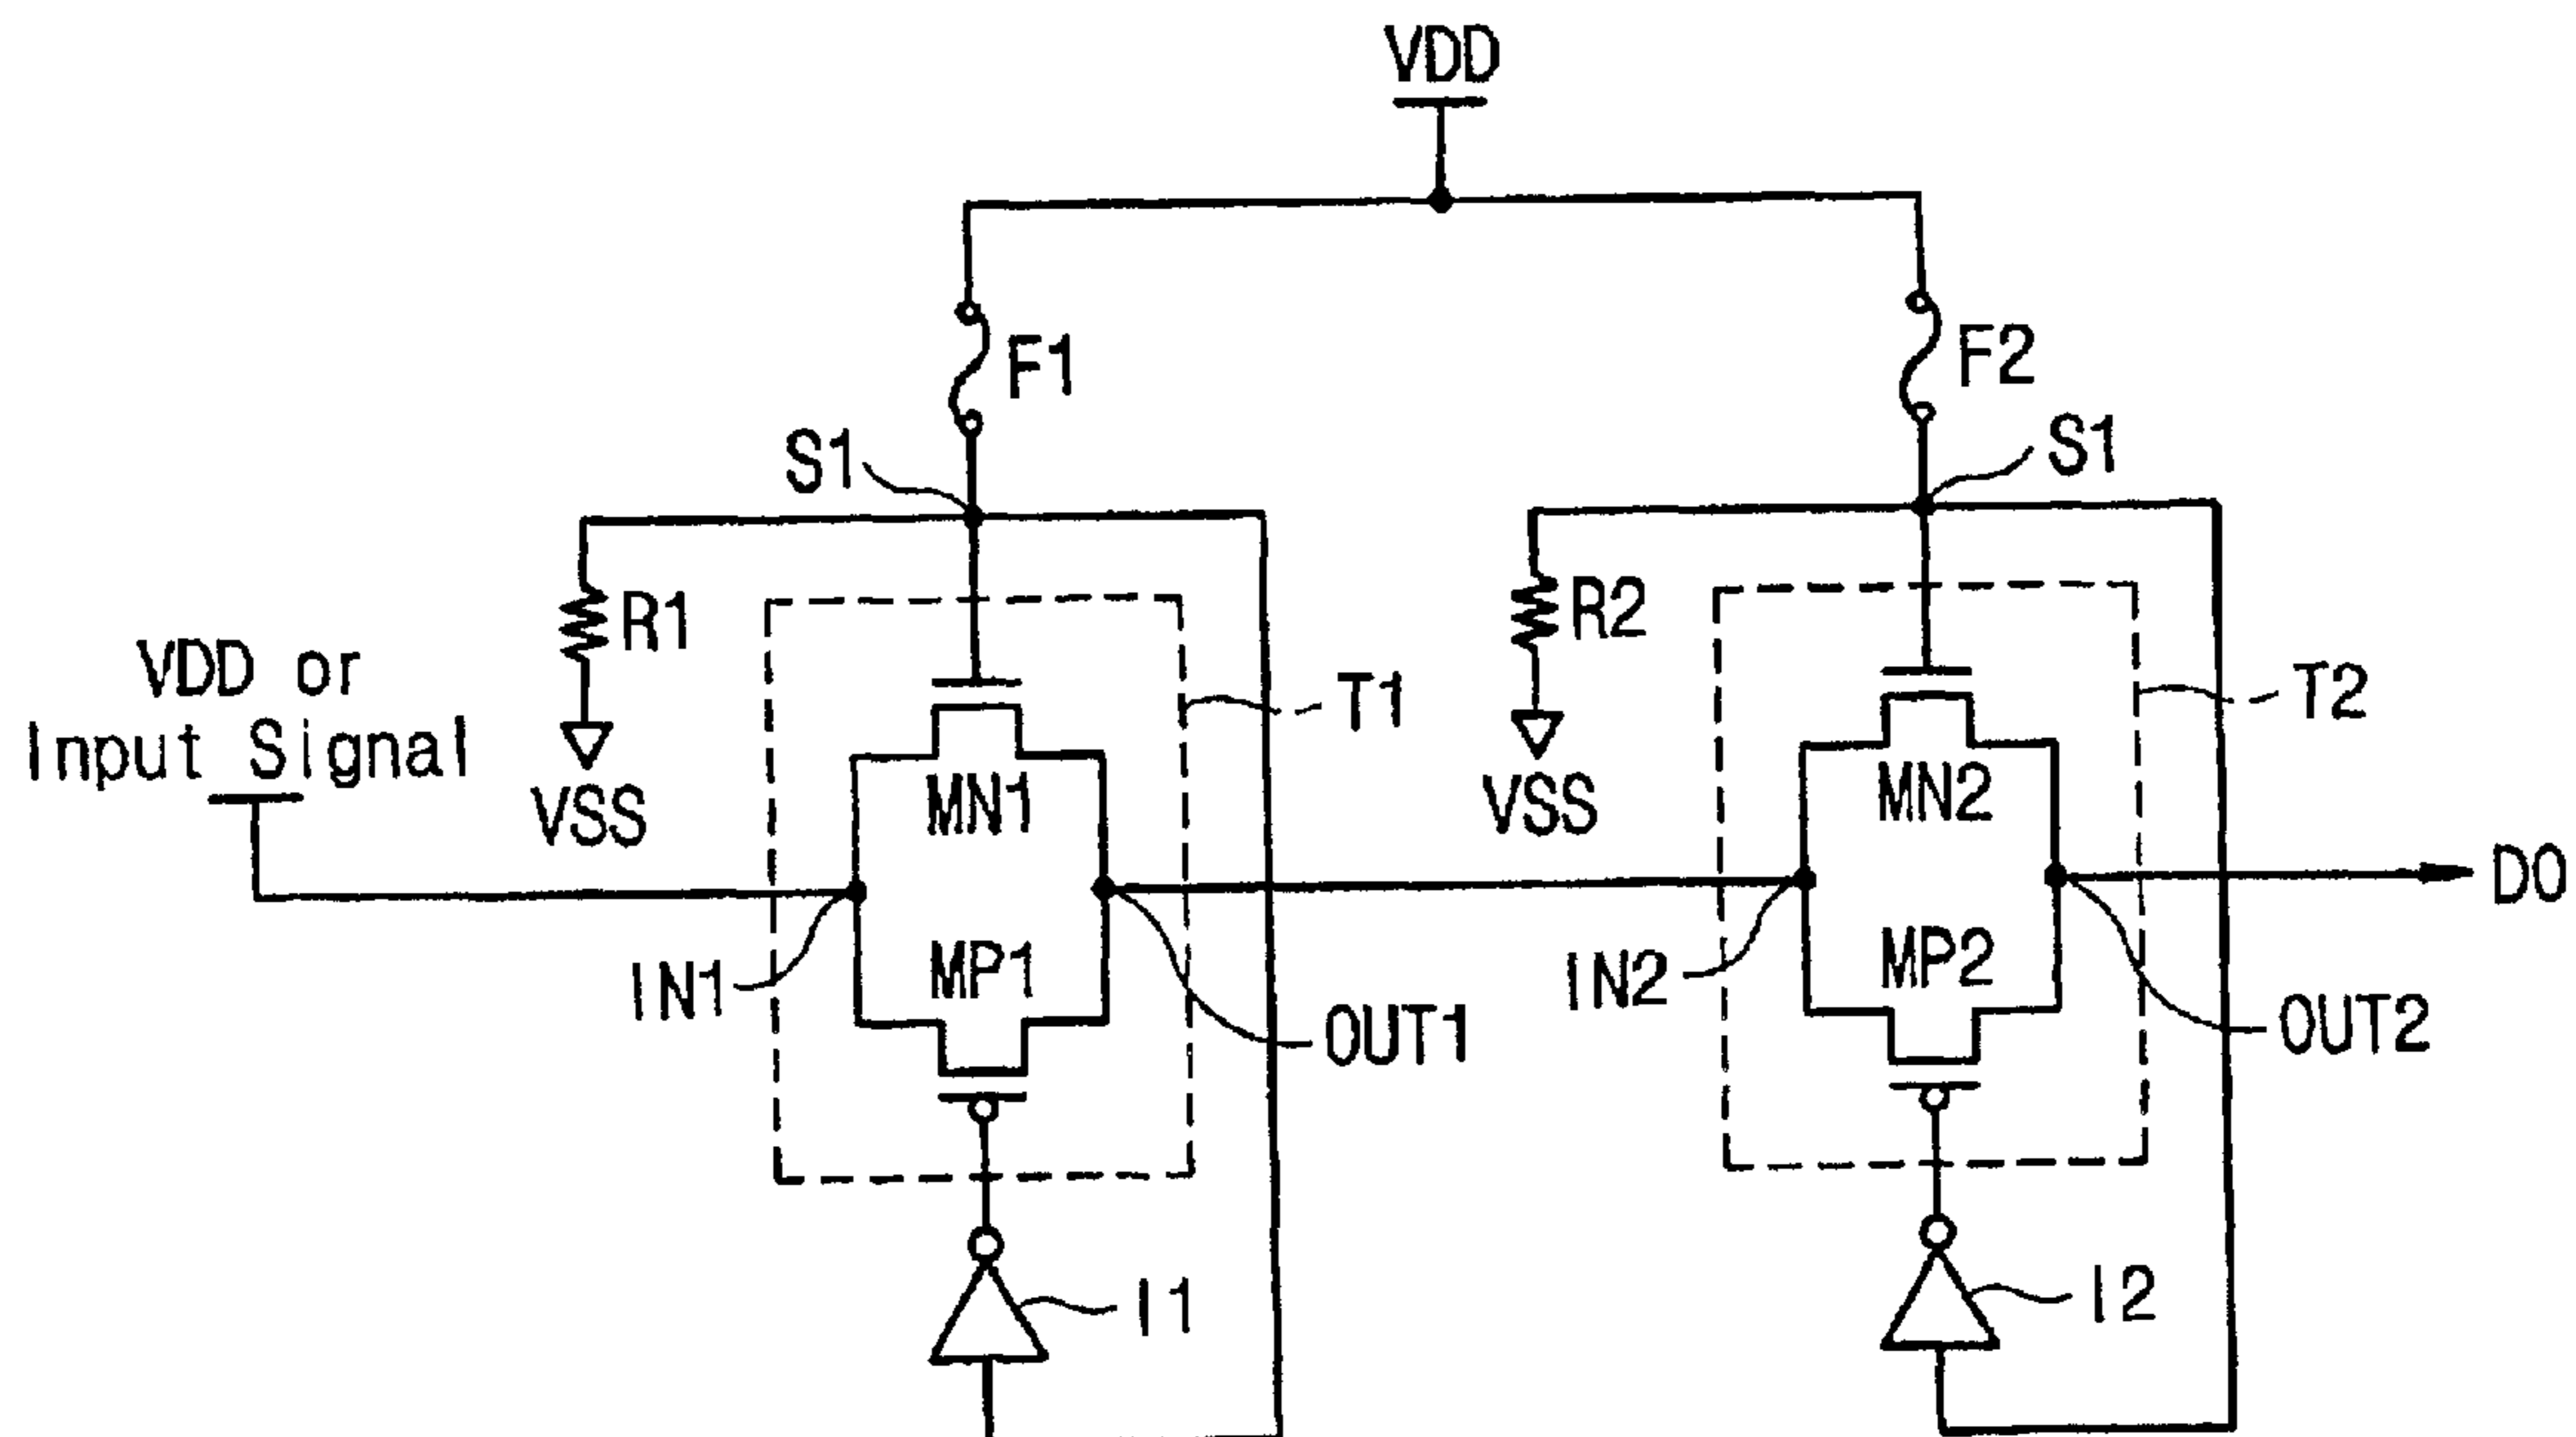 VDD
F1
F2
S1
S1
R1
R2
VDD or
Input Signal
T1
T2
VSS
VSS
MN1
MN2
DO
IN1
MP1
IN2
MP2
OUT1
OUT2
I1
I2